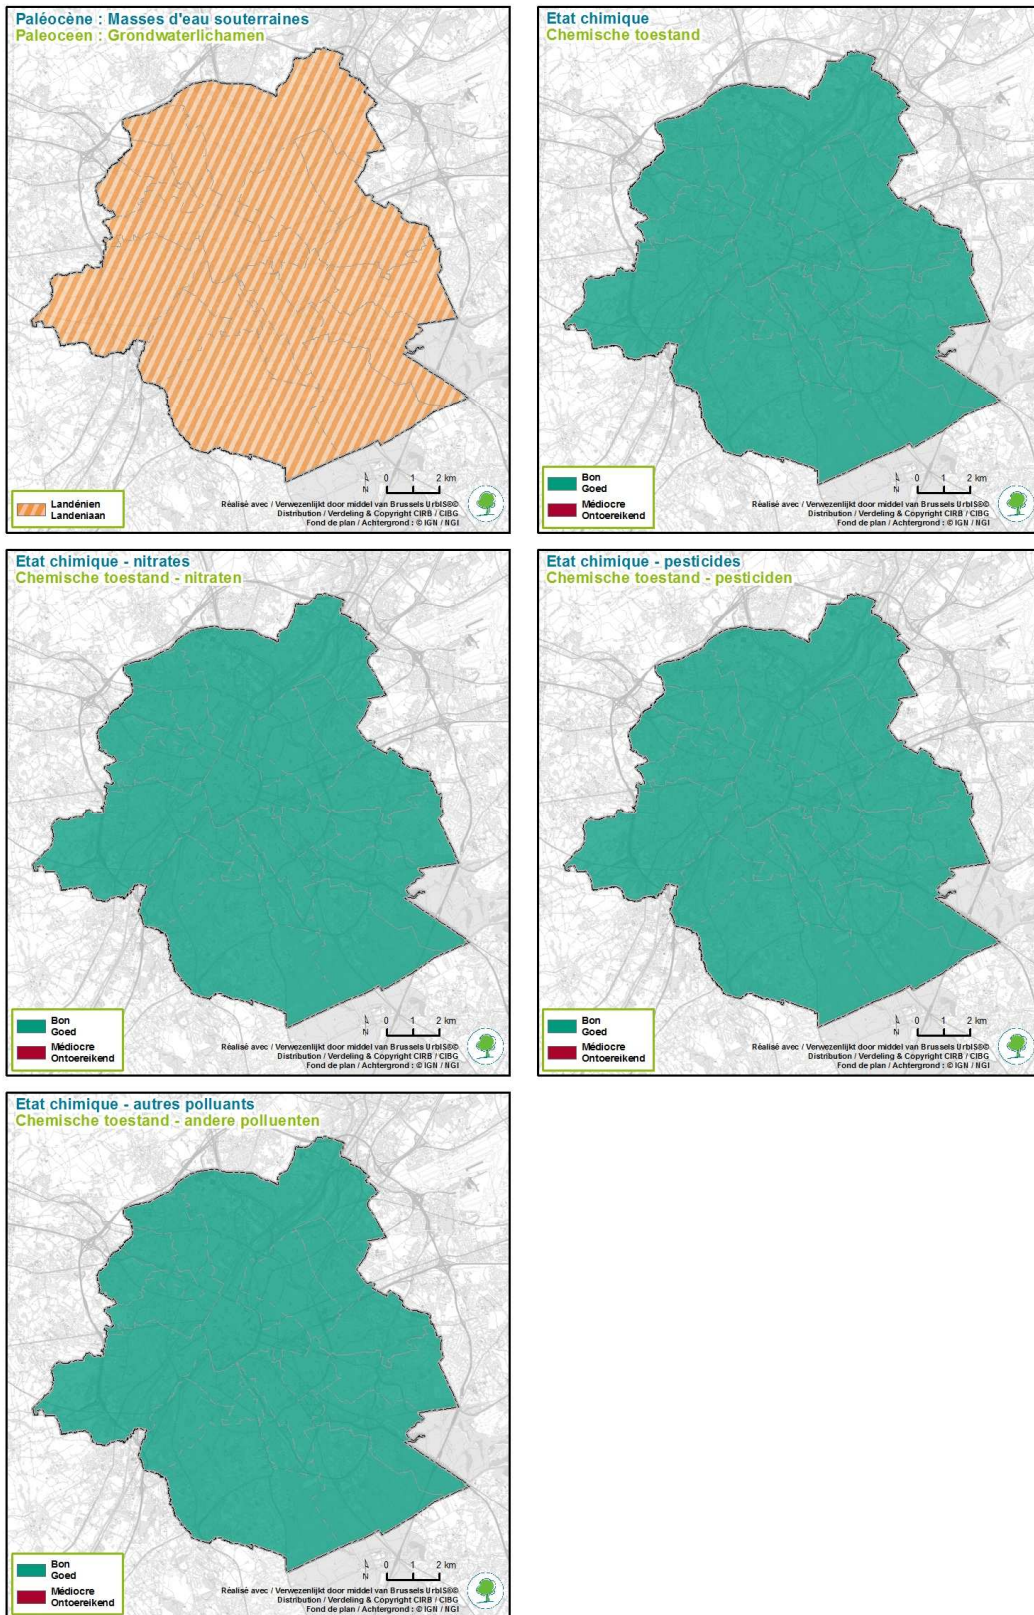 Paléocène : Masses d'eau souterraines
Paleoceen : Grondwaterlichamen
Landénien
Landeniaan
N
0 1 2 km
Réalisé avec / Verwezenlijkt door middel van Brussels UrbIS®©
Distribution / Verdeling & Copyright CIRB / CIBG
Fond de plan / Achtergrond : © IGN / NGI
Etat chimique
Chemische toestand
Bon
Goed
Médiocre
Ontoereikend
N
0 1 2 km
Réalisé avec / Verwezenlijkt door middel van Brussels UrbIS®©
Distribution / Verdeling & Copyright CIRB / CIBG
Fond de plan / Achtergrond : © IGN / NGI
Etat chimique - nitrates
Chemische toestand - nitraten
Bon
Goed
Médiocre
Ontoereikend
N
0 1 2 km
Réalisé avec / Verwezenlijkt door middel van Brussels UrbIS®©
Distribution / Verdeling & Copyright CIRB / CIBG
Fond de plan / Achtergrond : © IGN / NGI
Etat chimique - pesticides
Chemische toestand - pesticiden
Bon
Goed
Médiocre
Ontoereikend
N
0 1 2 km
Réalisé avec / Verwezenlijkt door middel van Brussels UrbIS®©
Distribution / Verdeling & Copyright CIRB / CIBG
Fond de plan / Achtergrond : © IGN / NGI
Etat chimique - autres polluants
Chemische toestand - andere polluenten
Bon
Goed
Médiocre
Ontoereikend
N
0 1 2 km
Réalisé avec / Verwezenlijkt door middel van Brussels UrbIS®©
Distribution / Verdeling & Copyright CIRB / CIBG
Fond de plan / Achtergrond : © IGN / NGI